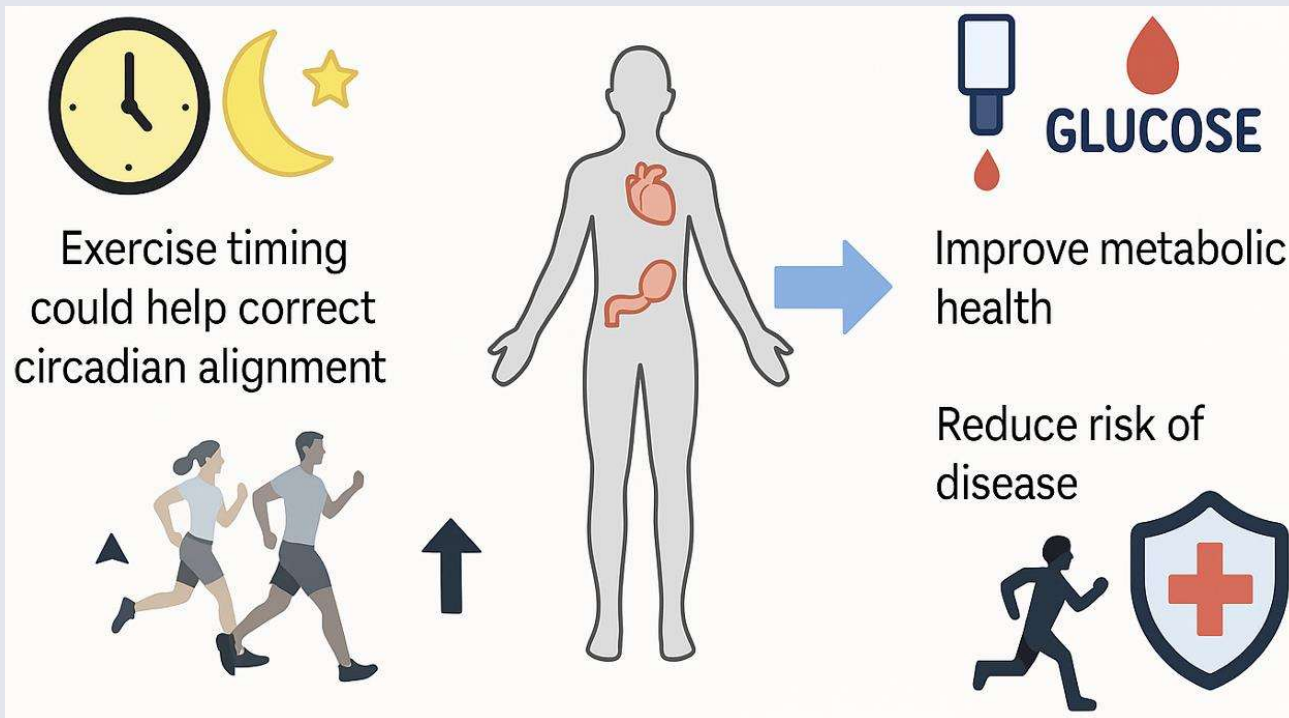 Exercise timing
could help correct
circadian alignment
GLUCOSE
Improve metabolic
health
Reduce risk of
disease